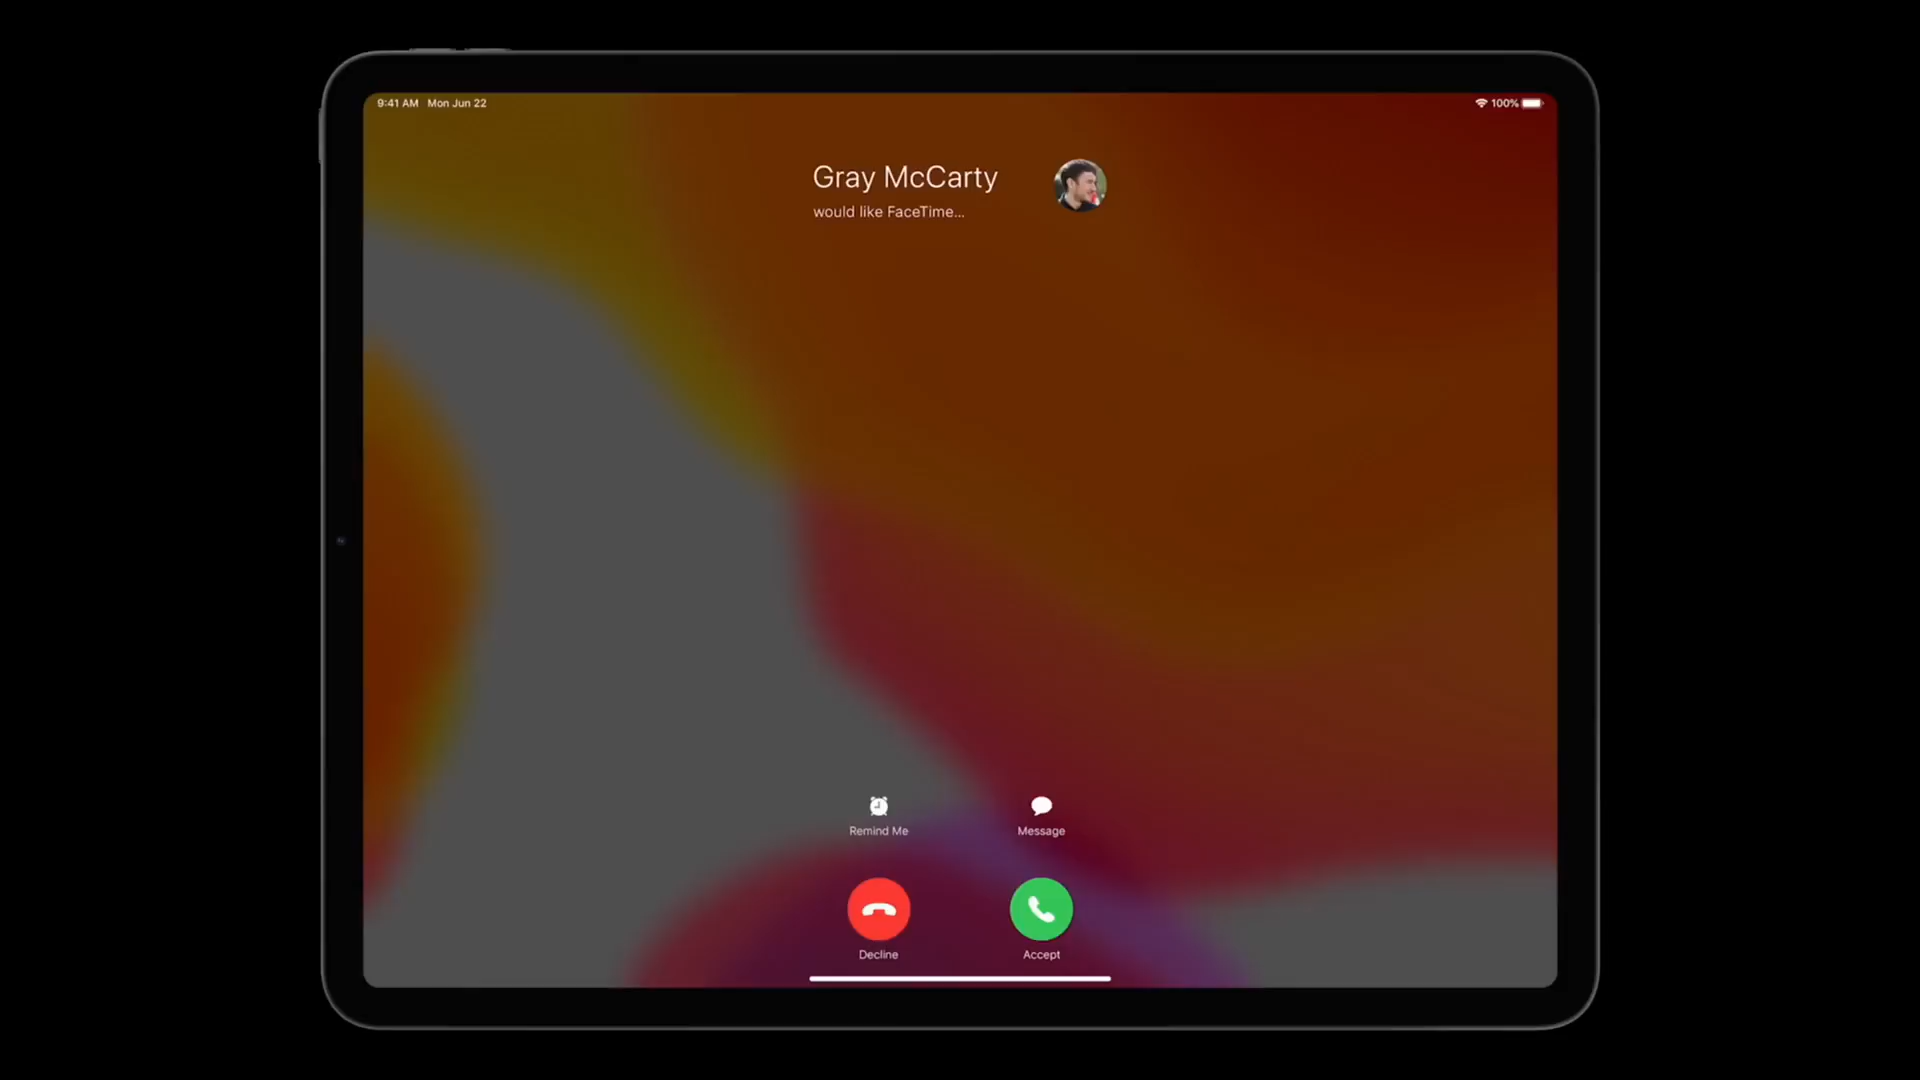 9:41 AM Mon Jun 22
100%
Gray McCarty
would like FaceTime...
Remind Me
Message
Decline
Accept